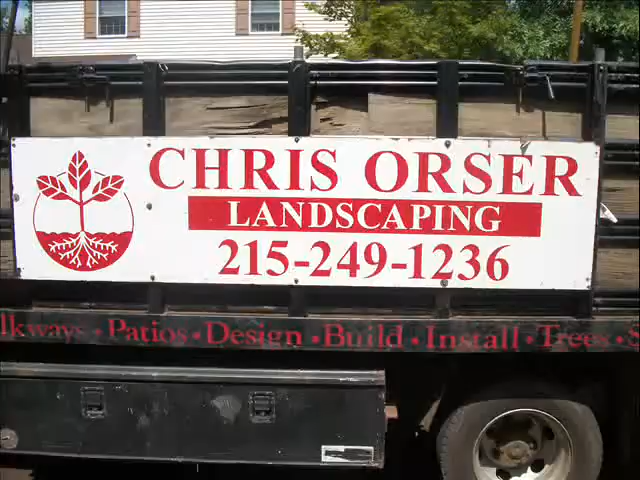 CHRIS ORSER
LANDSCAPING
215-249-1236
lkways • Patios • Design • Build • Install • Trees • S